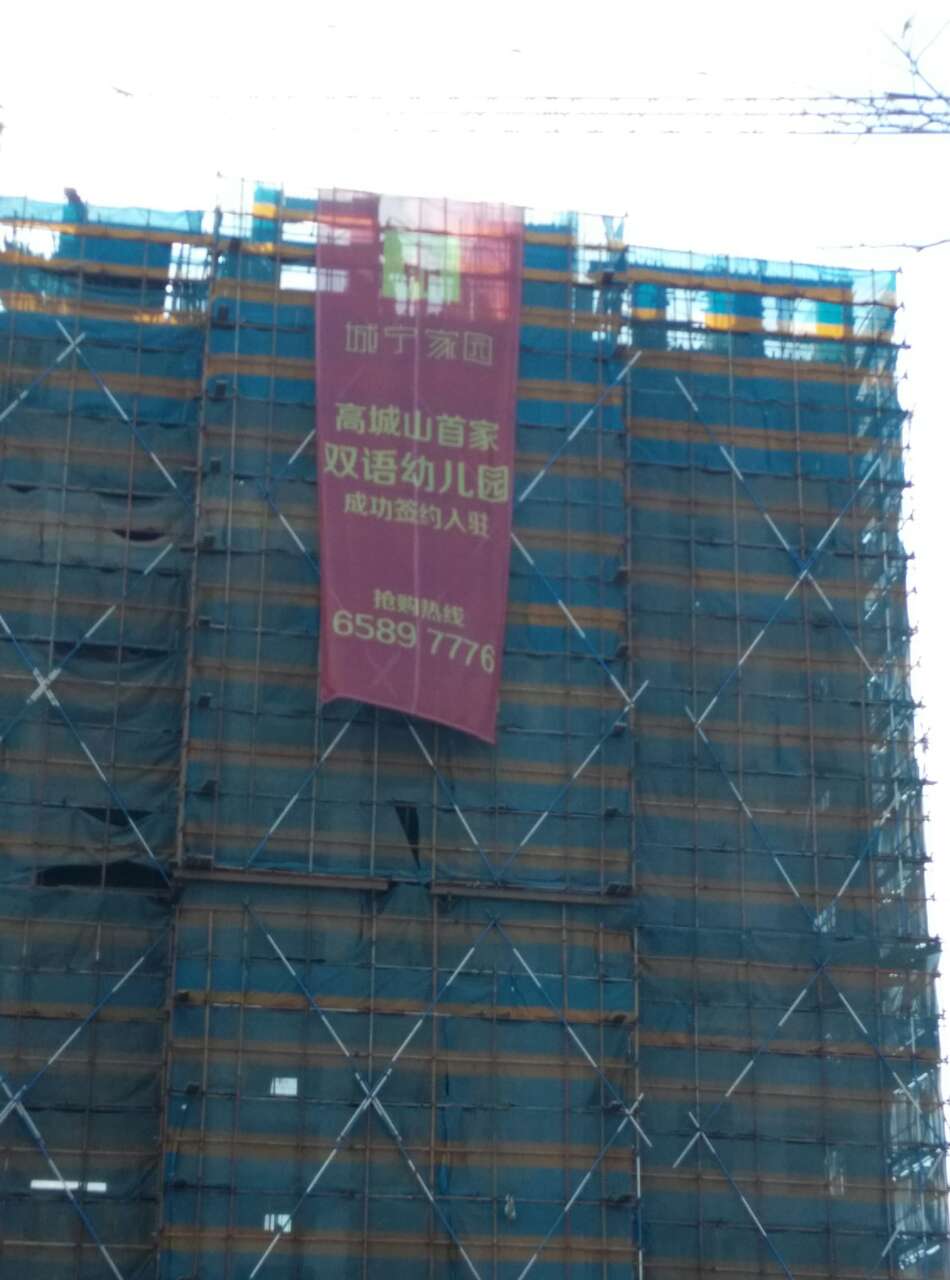 城宁家园
高城山首家
双语幼儿园
成功签约入驻
抢购热线
6589 7776